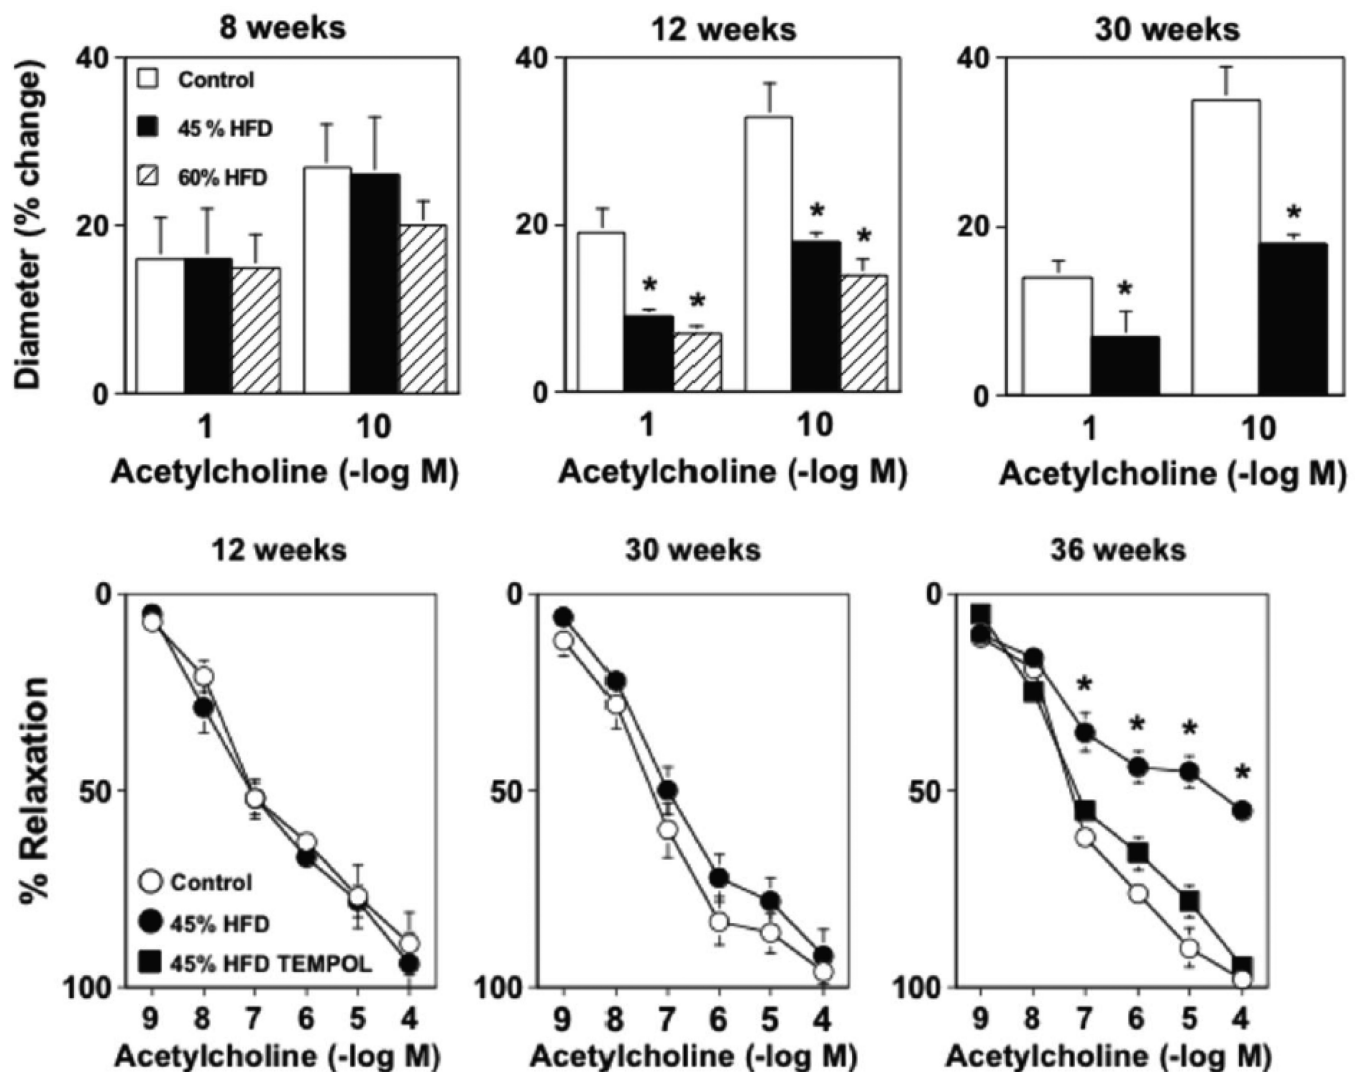 8 weeks
12 weeks
30 weeks
Diameter (% change)
40
20
0
Control
45 % HFD
60% HFD
*
*
*
*
*
*
1
10
Acetylcholine (-log M)
40
20
0
1
10
Acetylcholine (-log M)
40
20
0
1
10
Acetylcholine (-log M)
12 weeks
30 weeks
36 weeks
% Relaxation
0
50
100
Control
45% HFD
45% HFD TEMPOL
9 8 7 6 5 4
Acetylcholine (-log M)
0
50
100
9 8 7 6 5 4
Acetylcholine (-log M)
0
50
100
* * * *
9 8 7 6 5 4
Acetylcholine (-log M)